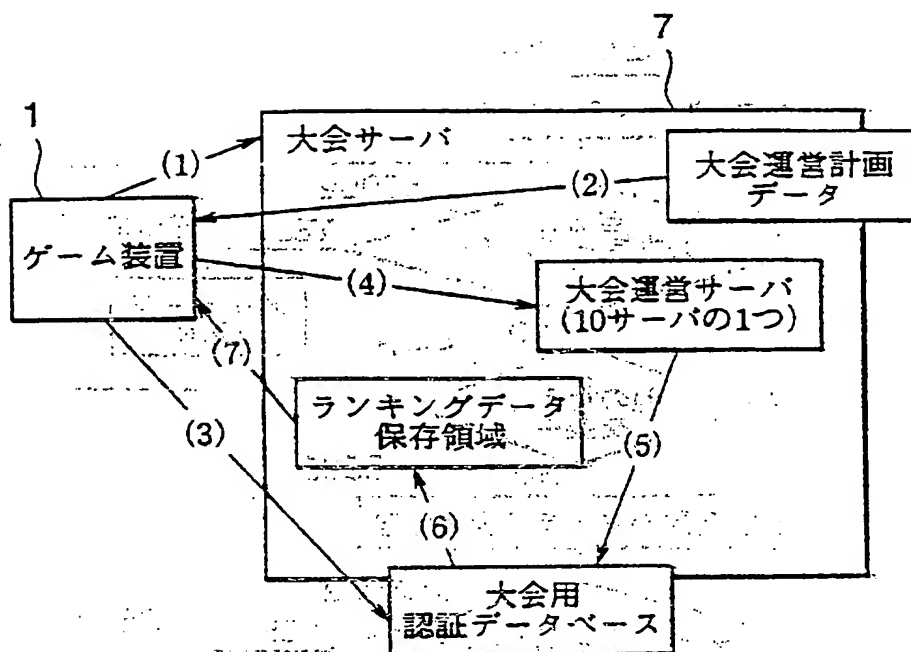 7
1
大会サーバ
(1)
大会運営計画
データ
(2)
ゲーム装置
(4)
大会運営サーバ
(10サーバの1つ)
(7)
ランキングデータ
保存領域
(3)
(5)
(6)
大会用
認証データベース